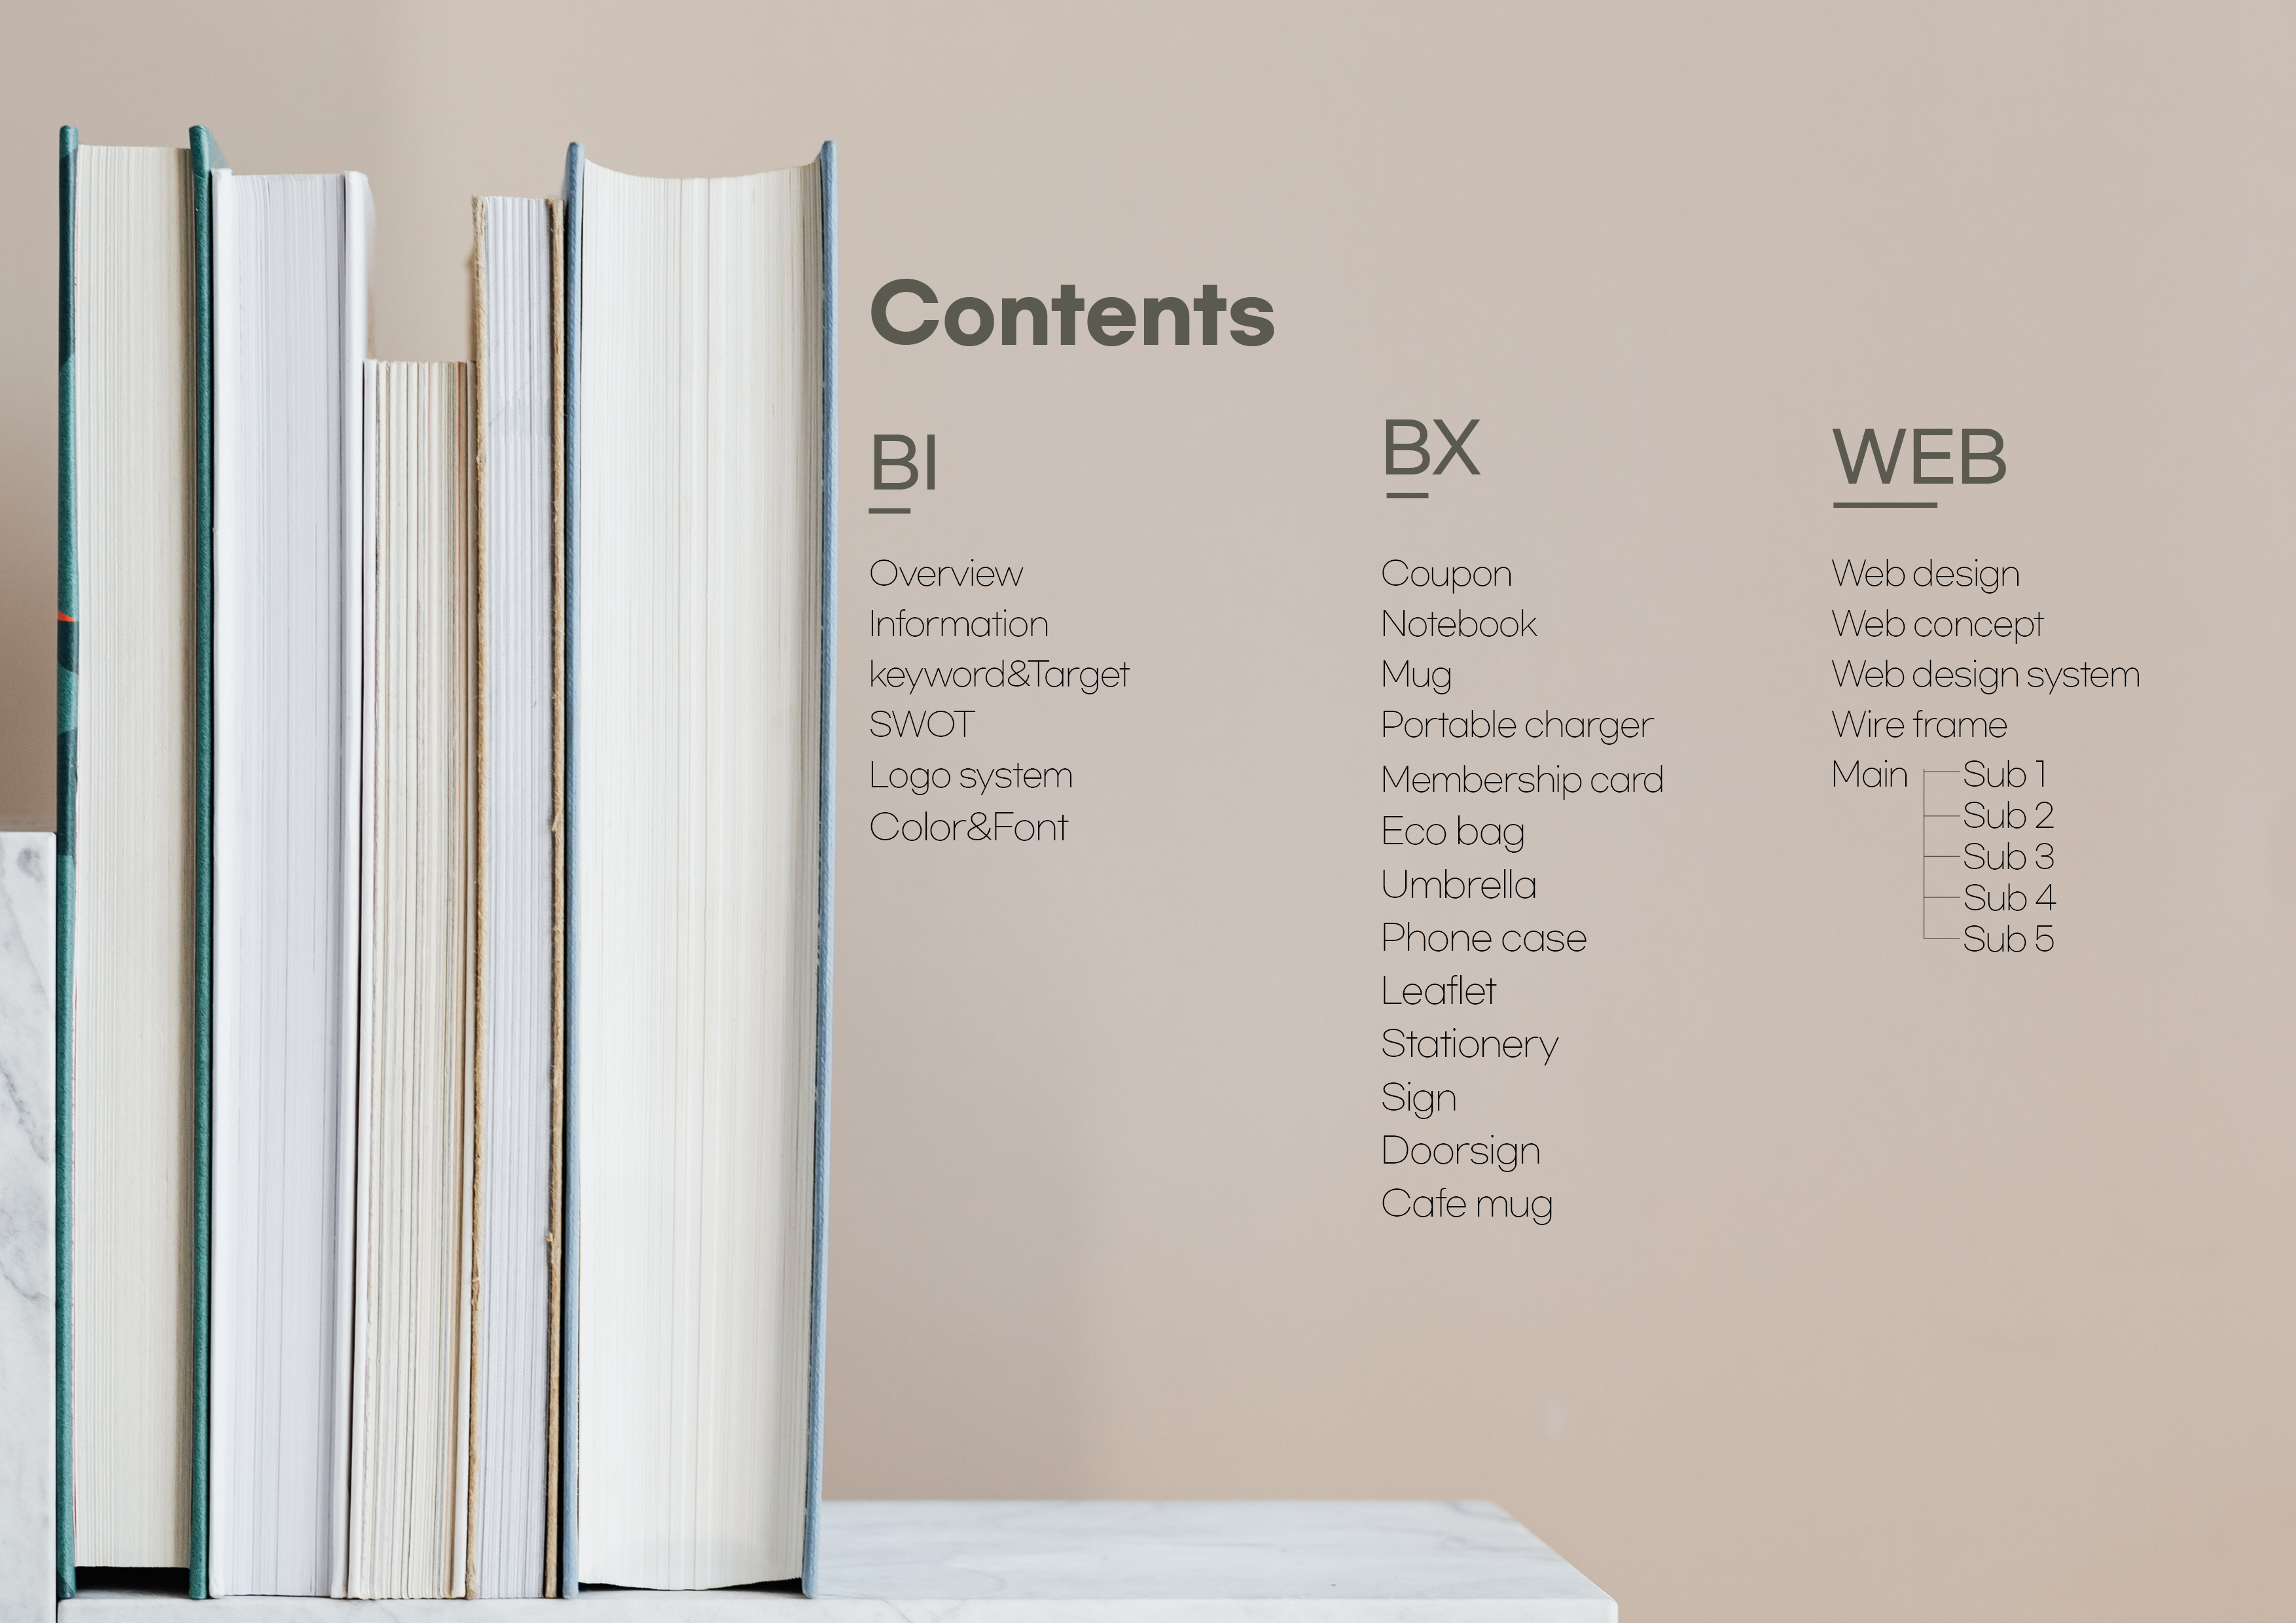 Contents
BI
Overview
Information
keyword&Target
SWOT
Logo system
Color&Font
BX
Coupon
Notebook
Mug
Portable charger
Membership card
Eco bag
Umbrella
Phone case
Leaflet
Stationery
Sign
Doorsign
Cafe mug
WEB
Web design
Web concept
Web design system
Wire frame
Main Sub 1
Sub 2
Sub 3
Sub 4
Sub 5